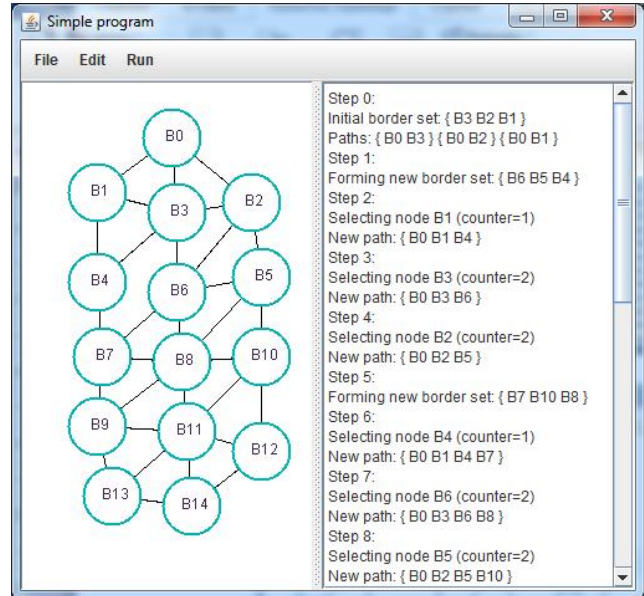 Simple program
File Edit Run
B0
B1
B3
B2
B4
B6
B5
B7
B8
B10
B9
B11
B12
B13
B14
Step 0:
Initial border set: { B3 B2 B1 }
Paths: { B0 B3 } { B0 B2 } { B0 B1 }
Step 1:
Forming new border set: { B6 B5 B4 }
Step 2:
Selecting node B1 (counter=1)
New path: { B0 B1 B4 }
Step 3:
Selecting node B3 (counter=2)
New path: { B0 B3 B6 }
Step 4:
Selecting node B2 (counter=2)
New path: { B0 B2 B5 }
Step 5:
Forming new border set: { B7 B10 B8 }
Step 6:
Selecting node B4 (counter=1)
New path: { B0 B1 B4 B7 }
Step 7:
Selecting node B6 (counter=2)
New path: { B0 B3 B6 B8 }
Step 8:
Selecting node B5 (counter=2)
New path: { B0 B2 B5 B10 }